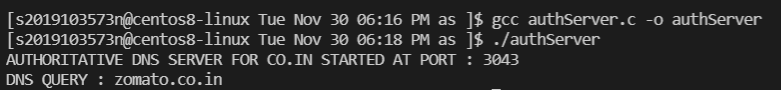 [s2019103573n@centos8-linux Tue Nov 30 06:16 PM as ]$ gcc authServer.c -o authServer
[s2019103573n@centos8-linux Tue Nov 30 06:18 PM as ]$ ./authServer
AUTHORITATIVE DNS SERVER FOR CO.IN STARTED AT PORT : 3043
DNS QUERY : zomato.co.in